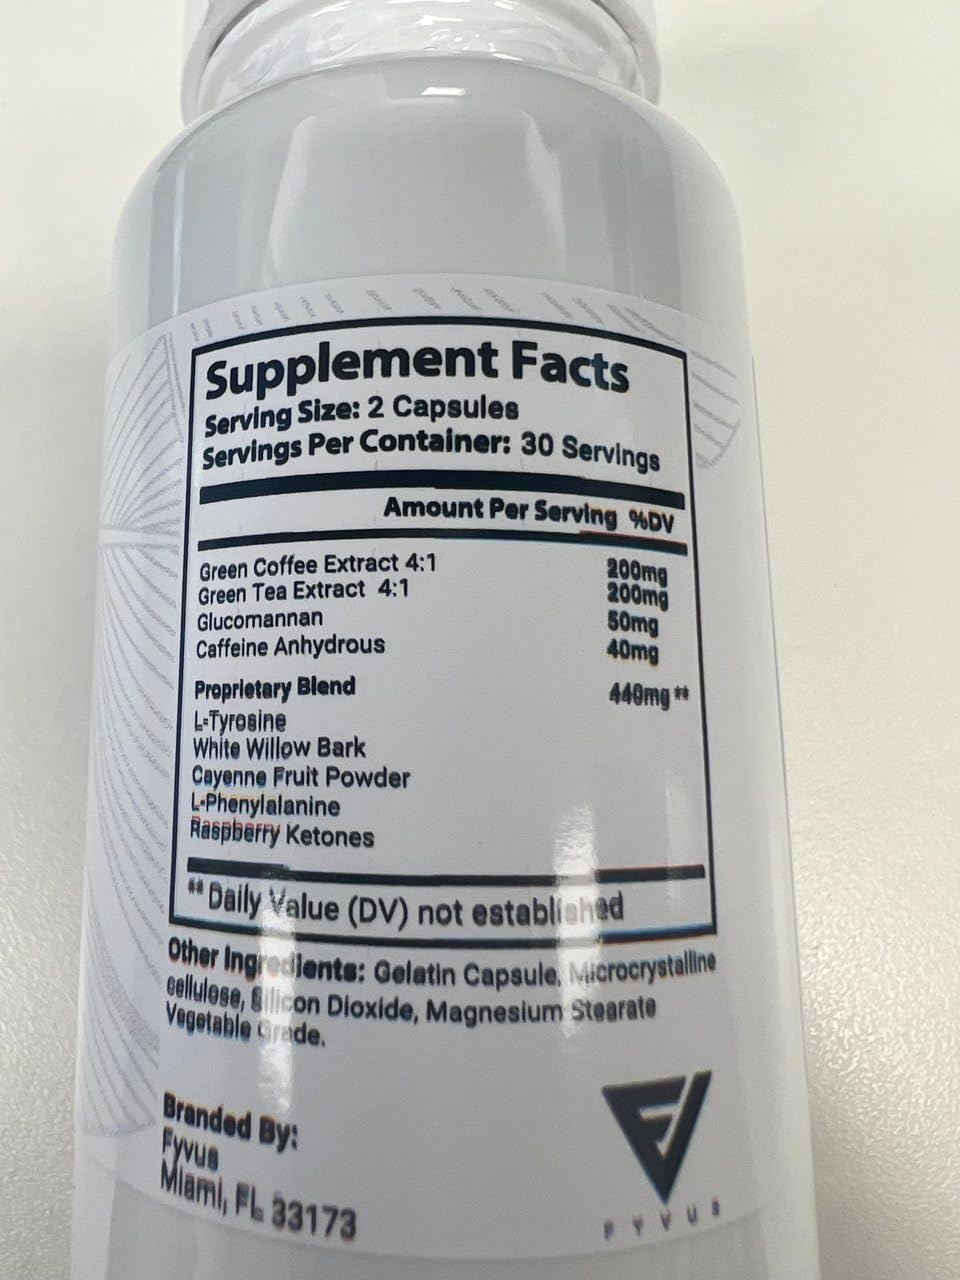 Supplement Facts
Serving Size: 2 Capsules
Servings Per Container: 30 Servings
Amount Per Serving %DV
Green Coffee Extract 4:1 200mg
Green Tea Extract 4:1 200mg
Glucomannan 50mg
Caffeine Anhydrous 40mg
Proprietary Blend 440mg **
L-Tyrosine
White Willow Bark
Cayenne Fruit Powder
L-Phenylalanine
Raspberry Ketones
** Daily Value (DV) not established
Other Ingredients: Gelatin Capsule, Microcrystalline
cellulose, Silicon Dioxide, Magnesium Stearate
Vegetable Grade.
Branded By:
Fyvus
Miami, FL 33173
FYVUS